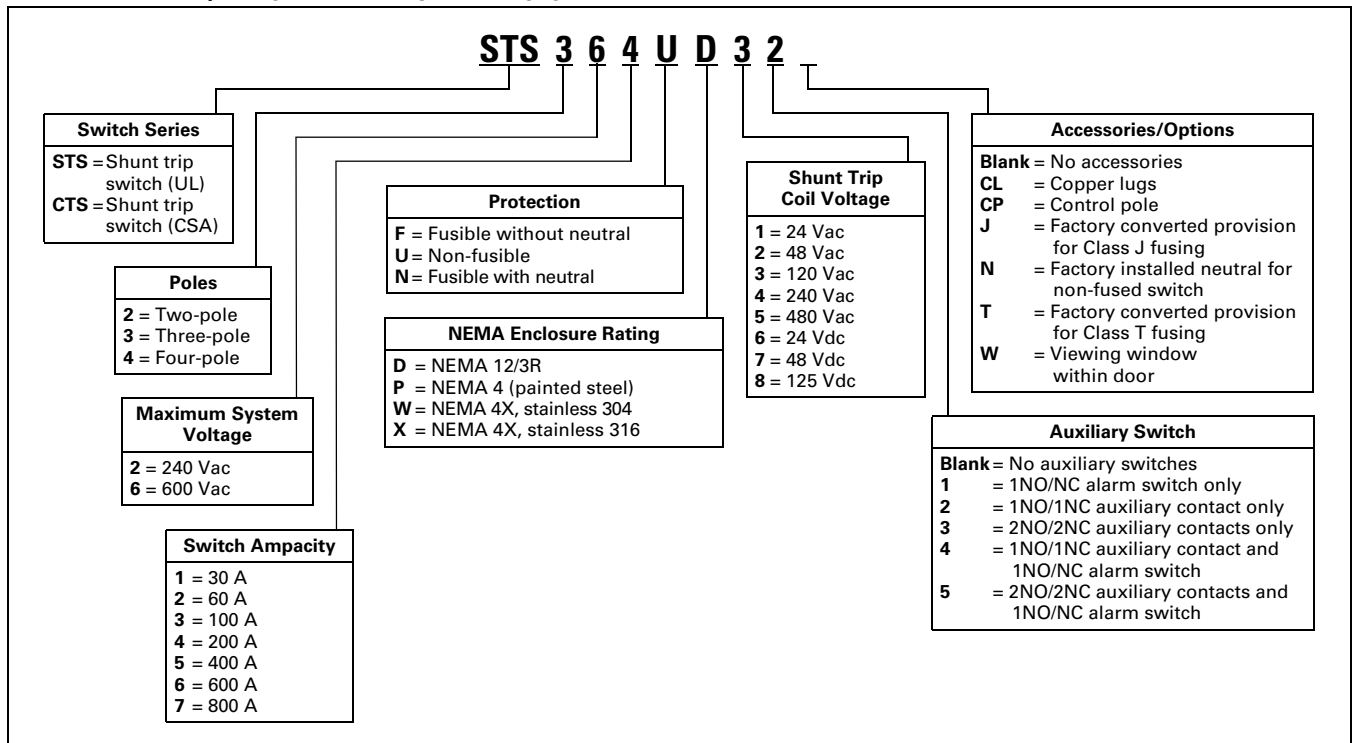 STS 3 6 4 U D 3 2 _
Switch Series
STS = Shunt trip
switch (UL)
CTS = Shunt trip
switch (CSA)
Poles
2 = Two-pole
3 = Three-pole
4 = Four-pole
Maximum System
Voltage
2 = 240 Vac
6 = 600 Vac
Switch Ampacity
1 = 30 A
2 = 60 A
3 = 100 A
4 = 200 A
5 = 400 A
6 = 600 A
7 = 800 A
Protection
F = Fusible without neutral
U = Non-fusible
N = Fusible with neutral
NEMA Enclosure Rating
D = NEMA 12/3R
P = NEMA 4 (painted steel)
W = NEMA 4X, stainless 304
X = NEMA 4X, stainless 316
Shunt Trip
Coil Voltage
1 = 24 Vac
2 = 48 Vac
3 = 120 Vac
4 = 240 Vac
5 = 480 Vac
6 = 24 Vdc
7 = 48 Vdc
8 = 125 Vdc
Accessories/Options
Blank = No accessories
CL = Copper lugs
CP = Control pole
J = Factory converted provision
for Class J fusing
N = Factory installed neutral for
non-fused switch
T = Factory converted provision
for Class T fusing
W = Viewing window
within door
Auxiliary Switch
Blank = No auxiliary switches
1 = 1NO/NC alarm switch only
2 = 1NO/1NC auxiliary contact only
3 = 2NO/2NC auxiliary contacts only
4 = 1NO/1NC auxiliary contact and
1NO/NC alarm switch
5 = 2NO/2NC auxiliary contacts and
1NO/NC alarm switch